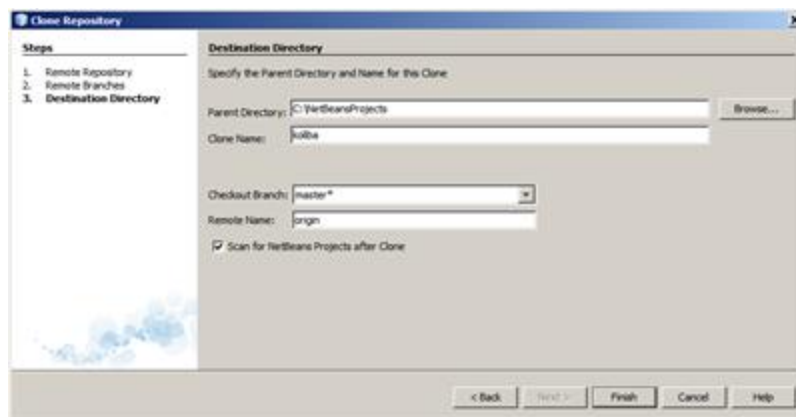 Clone Repository
Steps
1. Remote Repository
2. Remote Branches
3. Destination Directory
Destination Directory
Specify the Parent Directory and Name for this Clone
Parent Directory: C:\NetBeansProjects
Browse...
Clone Name: koliba
Checkout Branch: master*
Remote Name: origin
Scan for NetBeans Projects after Clone
< Back Next > Finish Cancel Help